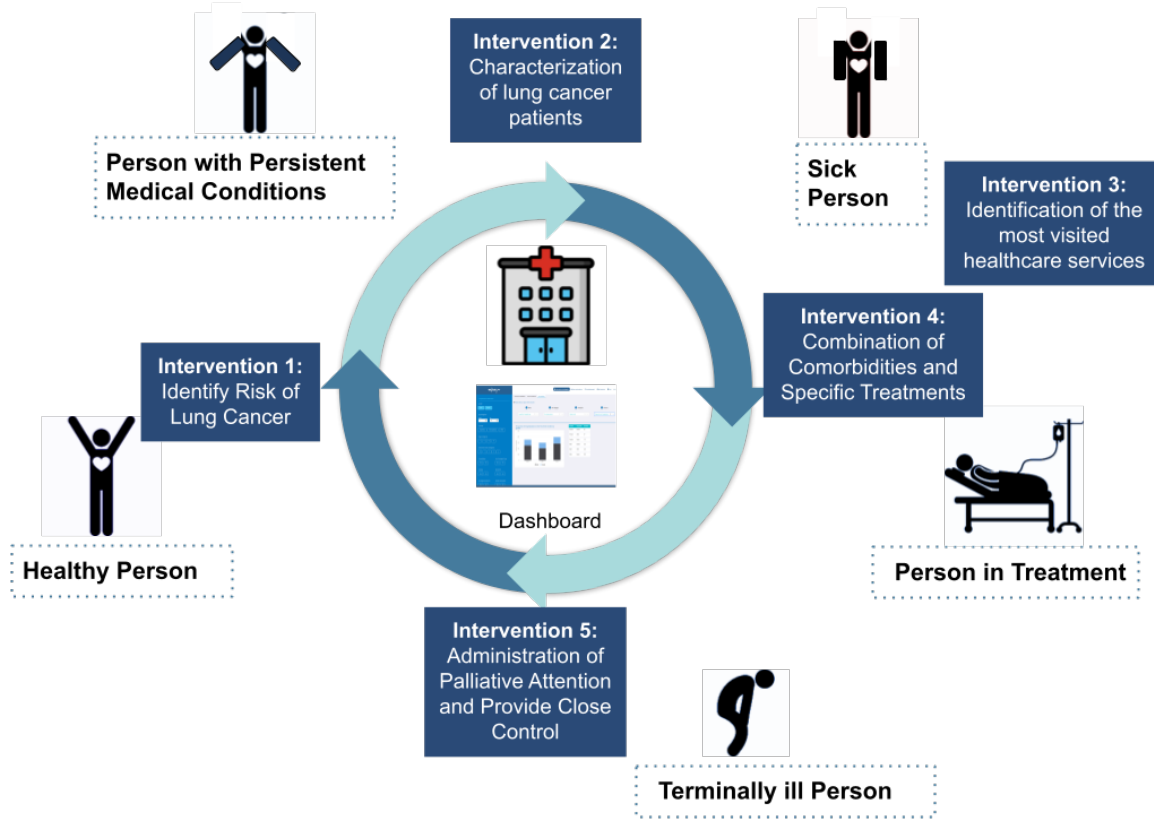 Intervention 2:
Characterization
of lung cancer
patients
Person with Persistent
Medical Conditions
Sick
Person
Intervention 3:
Identification of the
most visited
healthcare services
Intervention 4:
Combination of
Comorbidities and
Specific Treatments
Intervention 1:
Identify Risk of
Lung Cancer
Dashboard
Healthy Person
Person in Treatment
Intervention 5:
Administration of
Palliative Attention
and Provide Close
Control
Terminally ill Person